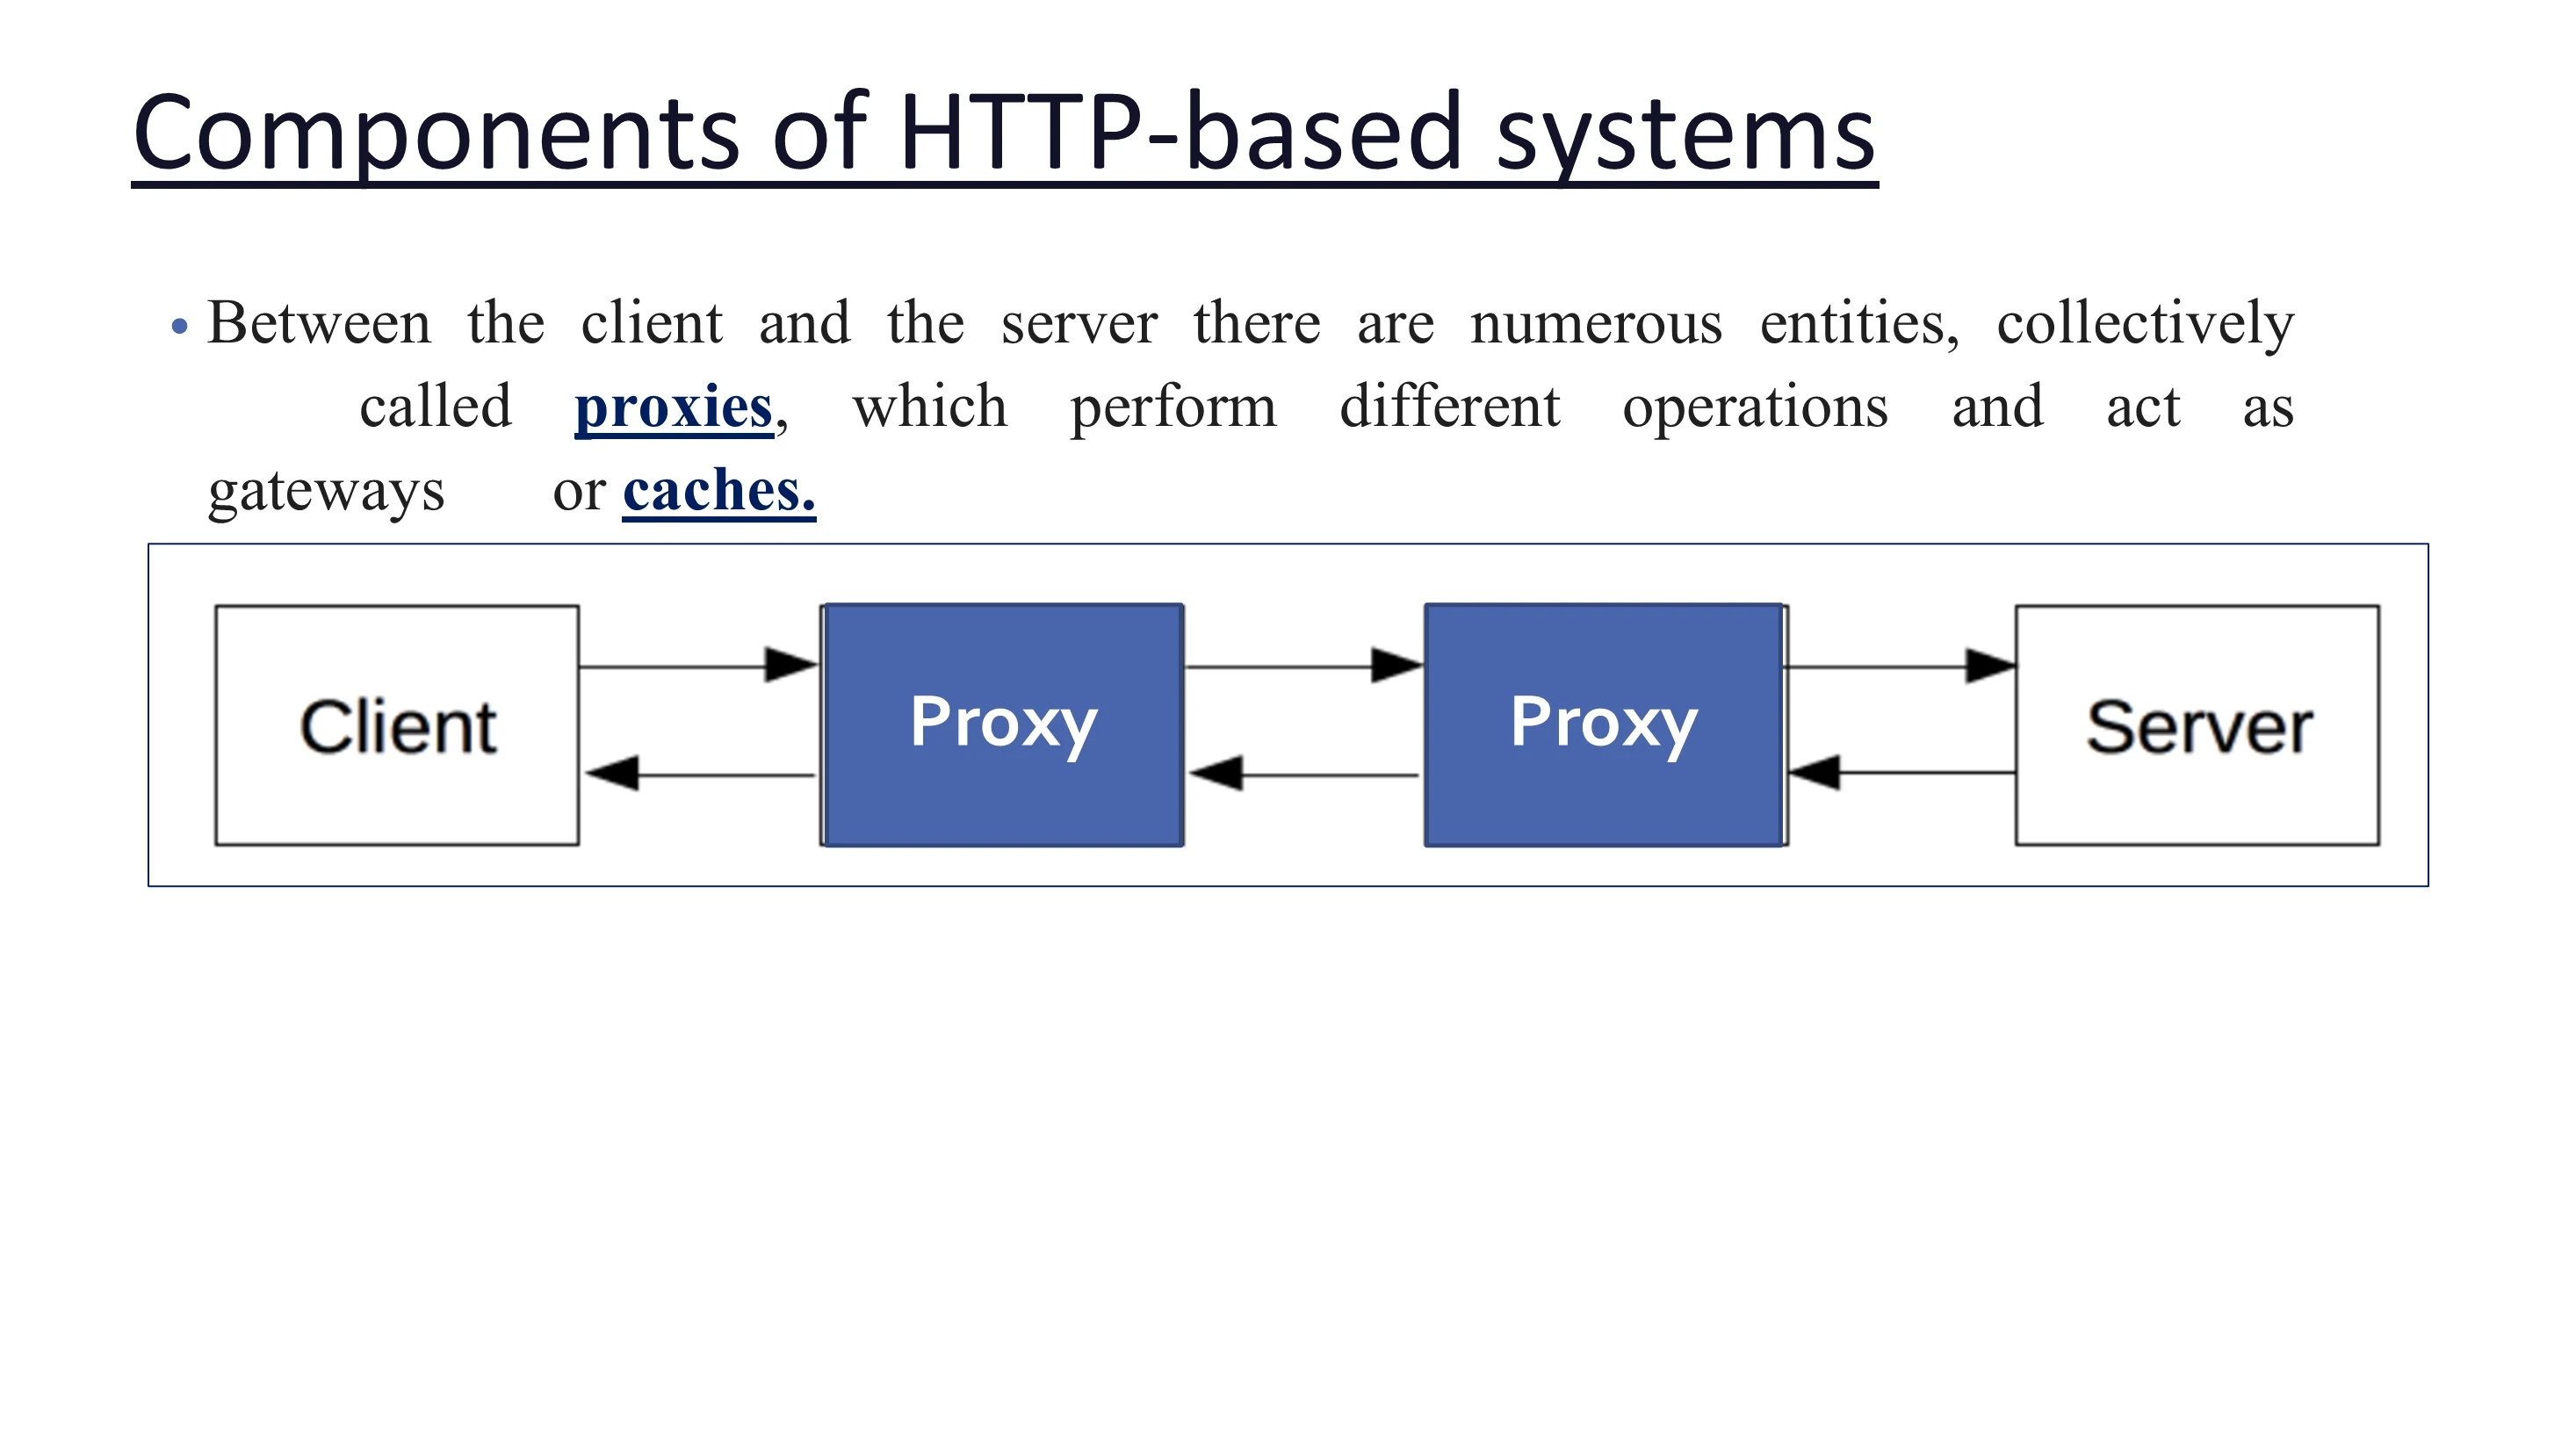 Components of HTTP-based systems
• Between the client and the server there are numerous entities, collectively
called proxies, which perform different operations and act as
gateways or caches.
Client
Proxy
Proxy
Server